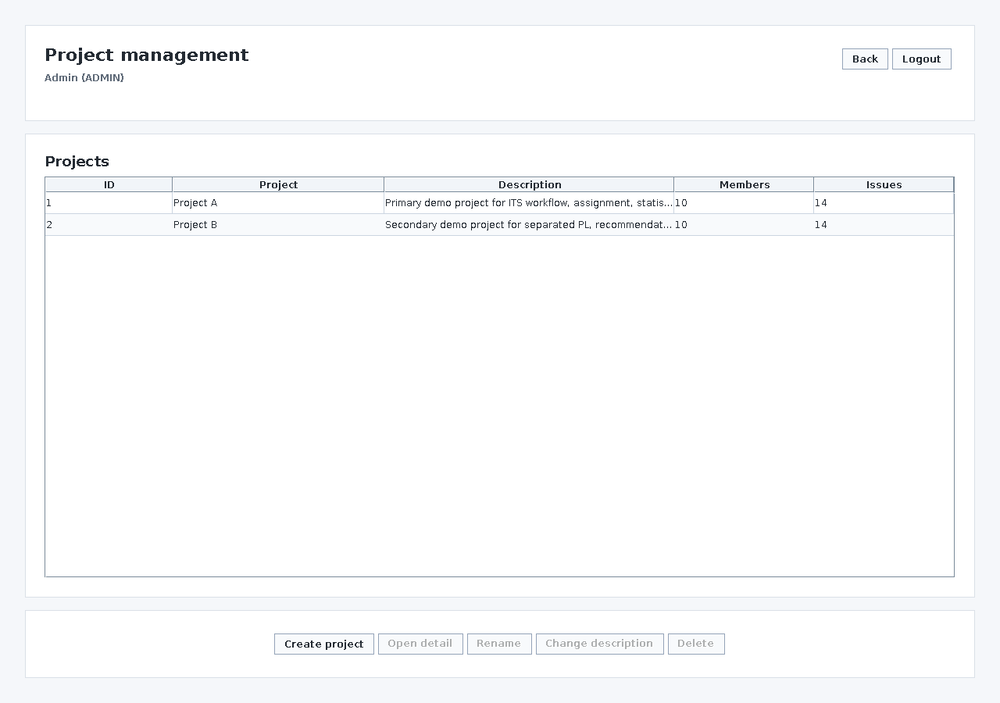 Project management
Admin (ADMIN)
Back Logout
Projects
ID Project Description Members Issues
1 Project A Primary demo project for ITS workflow, assignment, statis... 10 14
2 Project B Secondary demo project for separated PL, recommendat... 10 14
Create project Open detail Rename Change description Delete